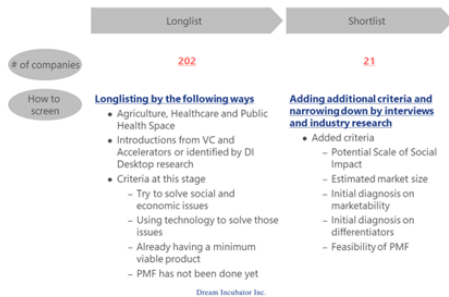 Longlist
Shortlist
# of companies
202
21
How to
screen
Longlisting by the following ways
• Agriculture, Healthcare and Public
Health Space
• Introductions from VC and
Accelerators or identified by DI
Desktop research
• Criteria at this stage
– Try to solve social and
economic issues
– Using technology to solve those
issues
– Already having a minimum
viable product
– PMF has not been done yet
Adding additional criteria and
narrowing down by interviews
and industry research
• Added criteria
– Potential Scale of Social
Impact
– Estimated market size
– Initial diagnosis on
marketability
– Initial diagnosis on
differentiators
– Feasibility of PMF
Dream Incubator Inc.